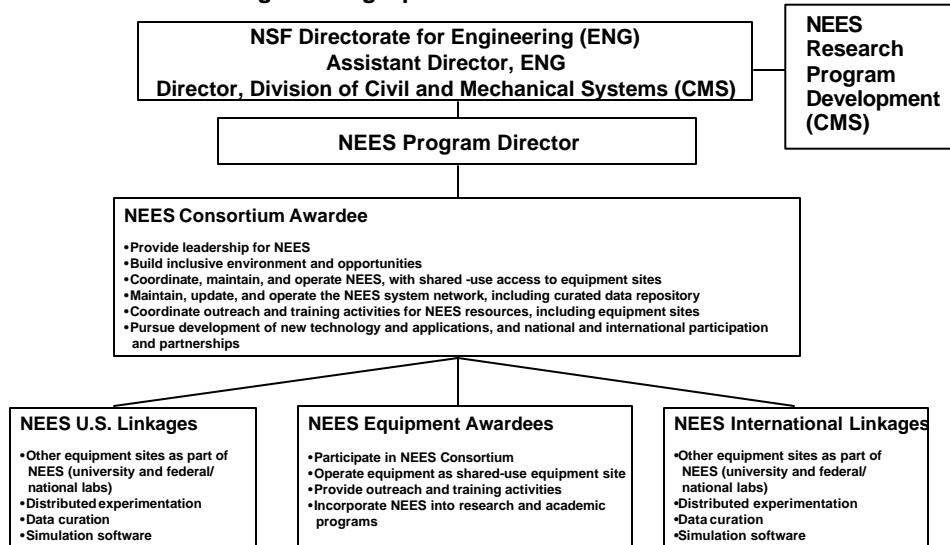 NSF Directorate for Engineering (ENG)
Assistant Director, ENG
Director, Division of Civil and Mechanical Systems (CMS)
NEES
Research
Program
Development
(CMS)
NEES Program Director
NEES Consortium Awardee
•Provide leadership for NEES
•Build inclusive environment and opportunities
•Coordinate, maintain, and operate NEES, with shared -use access to equipment sites
•Maintain, update, and operate the NEES system network, including curated data repository
•Coordinate outreach and training activities for NEES resources, including equipment sites
•Pursue development of new technology and applications, and national and international participation
and partnerships
NEES U.S. Linkages
•Other equipment sites as part of
NEES (university and federal/
national labs)
•Distributed experimentation
•Data curation
•Simulation software
NEES Equipment Awardees
•Participate in NEES Consortium
•Operate equipment as shared-use equipment site
•Provide outreach and training activities
•Incorporate NEES into research and academic
programs
NEES International Linkages
•Other equipment sites as part of
NEES (university and federal/
national labs)
•Distributed experimentation
•Data curation
•Simulation software